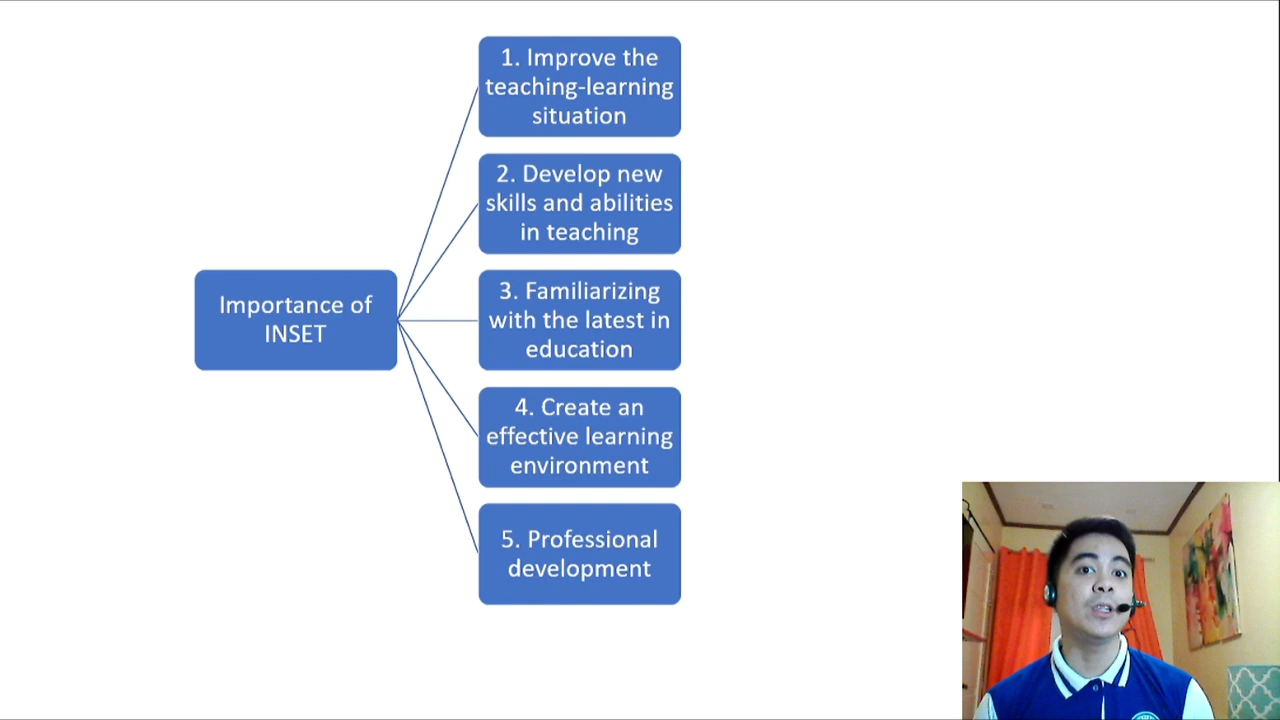 Importance of
INSET
1. Improve the
teaching-learning
situation
2. Develop new
skills and abilities
in teaching
3. Familiarizing
with the latest in
education
4. Create an
effective learning
environment
5. Professional
development